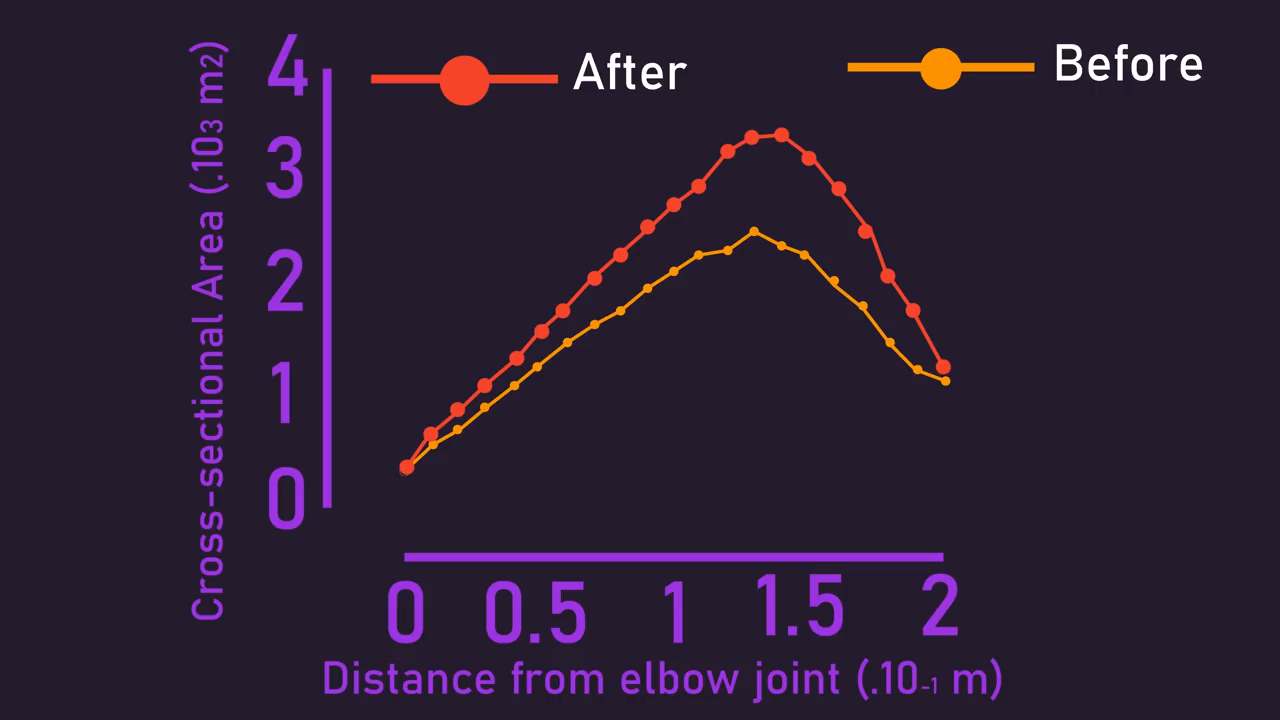 After
Before
Cross-sectional Area (.103 m2)
4
3
2
1
0
0 0.5 1 1.5 2
Distance from elbow joint (.10-1 m)